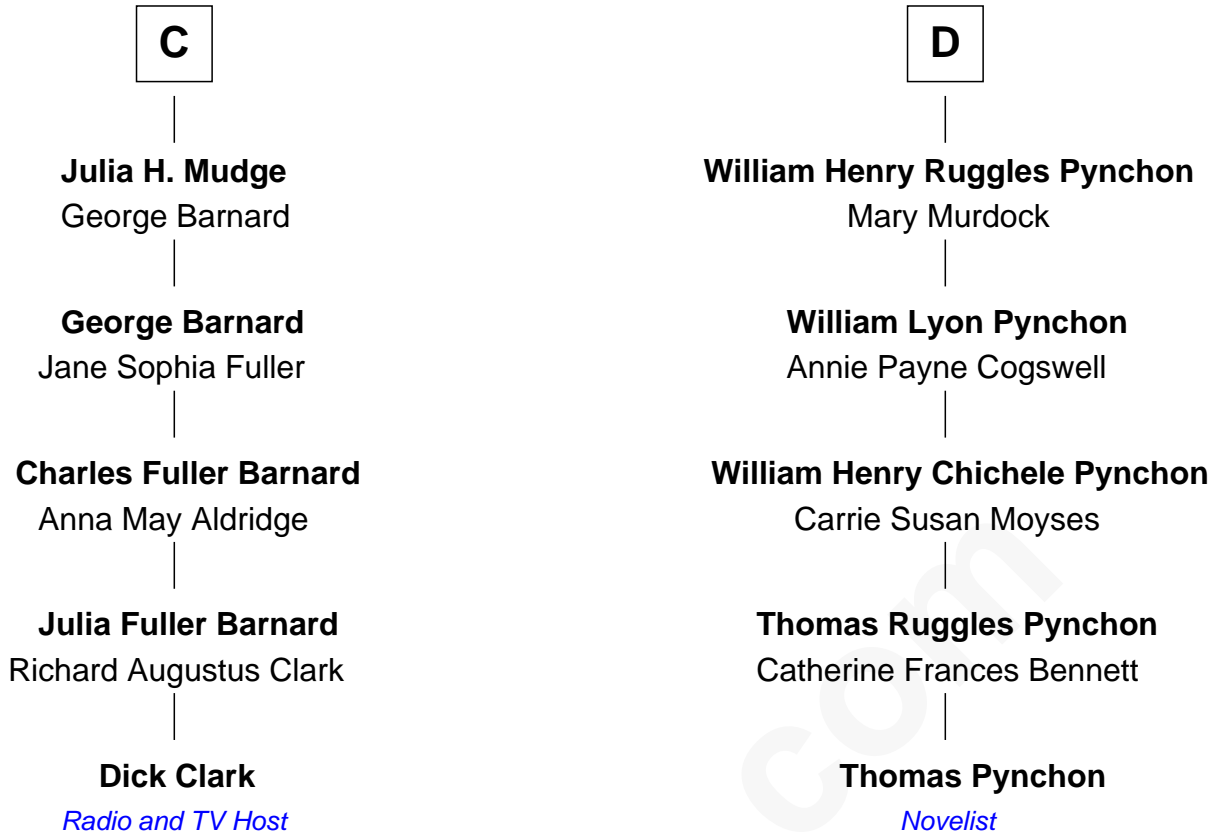 C
Julia H. Mudge
George Barnard
George Barnard
Jane Sophia Fuller
Charles Fuller Barnard
Anna May Aldridge
Julia Fuller Barnard
Richard Augustus Clark
Dick Clark
Radio and TV Host
D
William Henry Ruggles Pynchon
Mary Murdock
William Lyon Pynchon
Annie Payne Cogswell
William Henry Chichele Pynchon
Carrie Susan Moyses
Thomas Ruggles Pynchon
Catherine Frances Bennett
Thomas Pynchon
Novelist
com